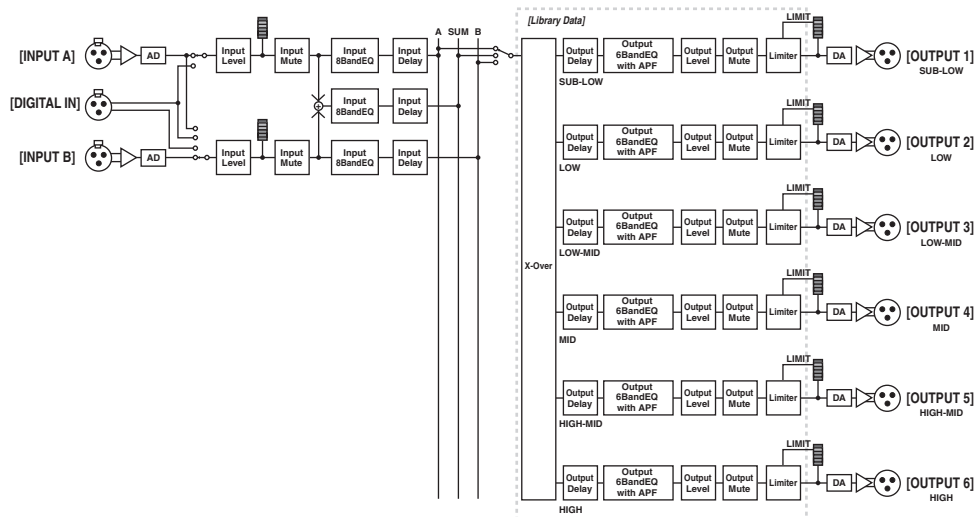 [Library Data]
A SUM B
[INPUT A]
AD
Input
Level
Input
Mute
Input
8BandEQ
Input
Delay
[DIGITAL IN]
Input
8BandEQ
Input
Delay
[INPUT B]
AD
Input
Level
Input
Mute
Input
8BandEQ
Input
Delay
X-Over
LIMIT
Output
Delay
Output
6BandEQ
with APF
Output
Level
Output
Mute
Limiter
DA
[OUTPUT 1]
SUB-LOW
SUB-LOW
LIMIT
Output
Delay
Output
6BandEQ
with APF
Output
Level
Output
Mute
Limiter
DA
[OUTPUT 2]
LOW
LOW
LIMIT
Output
Delay
Output
6BandEQ
with APF
Output
Level
Output
Mute
Limiter
DA
[OUTPUT 3]
LOW-MID
LOW-MID
LIMIT
Output
Delay
Output
6BandEQ
with APF
Output
Level
Output
Mute
Limiter
DA
[OUTPUT 4]
MID
MID
LIMIT
Output
Delay
Output
6BandEQ
with APF
Output
Level
Output
Mute
Limiter
DA
[OUTPUT 5]
HIGH-MID
HIGH-MID
LIMIT
Output
Delay
Output
6BandEQ
with APF
Output
Level
Output
Mute
Limiter
DA
[OUTPUT 6]
HIGH
HIGH